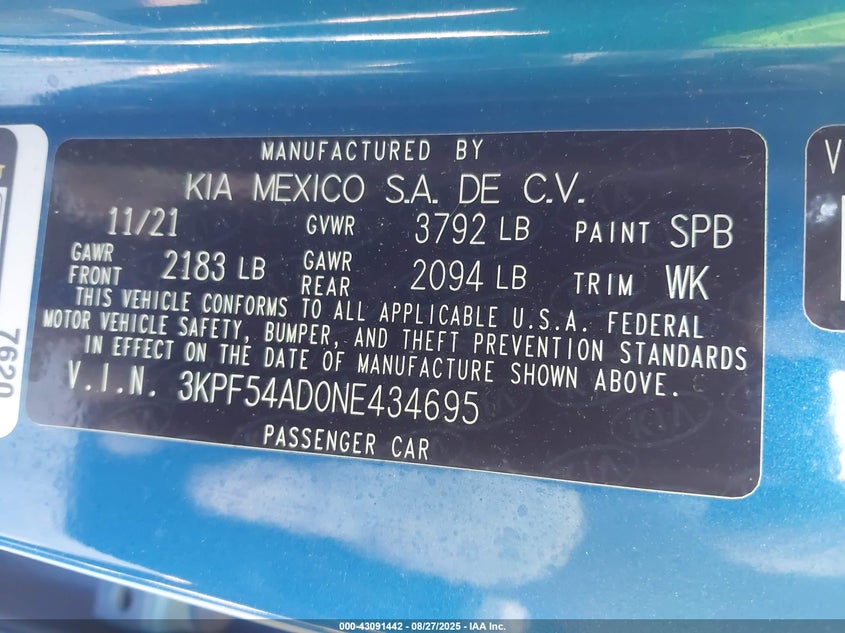 MANUFACTURED BY
KIA MEXICO S.A. DE C.V.
11/21 GVWR 3792 LB PAINT SPB
GAWR FRONT 2183 LB GAWR REAR 2094 LB TRIM WK
THIS VEHICLE CONFORMS TO ALL APPLICABLE U.S.A. FEDERAL
MOTOR VEHICLE SAFETY, BUMPER, AND THEFT PREVENTION STANDARDS
IN EFFECT ON THE DATE OF MANUFACTURE SHOWN ABOVE.
V.I.N. 3KPF54AD0NE434695
PASSENGER CAR
7620
V
000-43091442 - 08/27/2025 - IAA Inc.